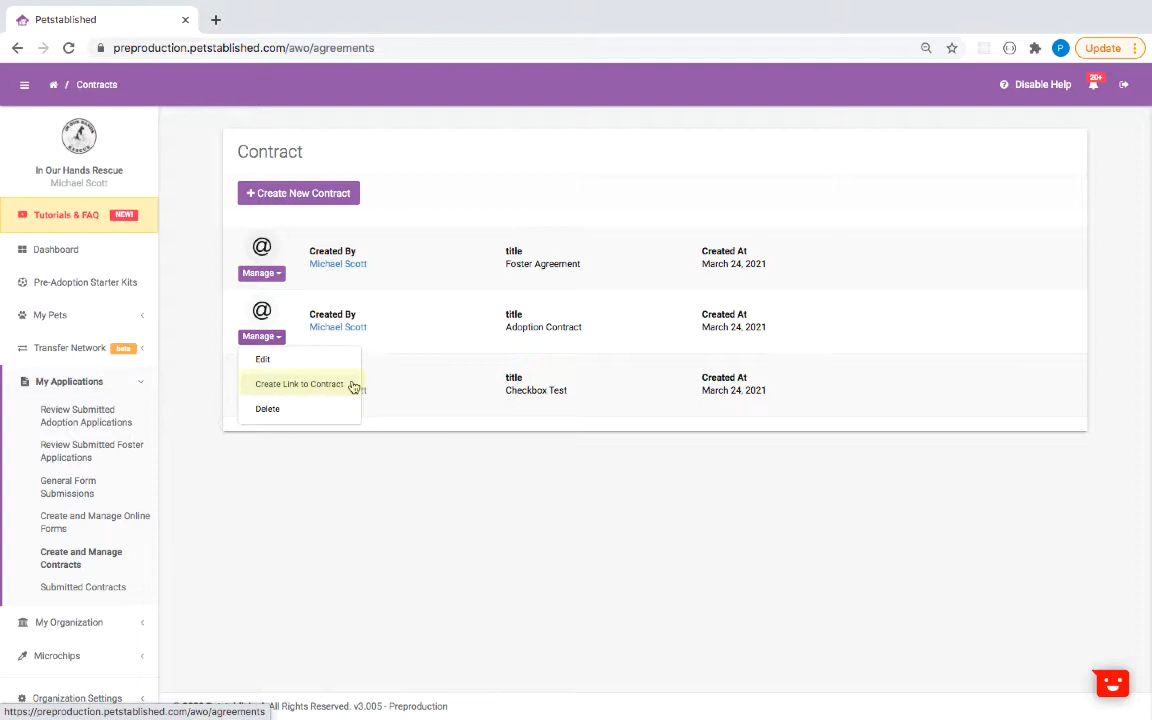 Petstablished
preproduction.petstablished.com/awo/agreements
P
Update
/ Contracts
Disable Help
20+
IN OUR HANDS
RESCUE
In Our Hands Rescue
Michael Scott
Tutorials & FAQ NEW!
Dashboard
Pre-Adoption Starter Kits
My Pets
Transfer Network beta
My Applications
Review Submitted
Adoption Applications
Review Submitted Foster
Applications
General Form
Submissions
Create and Manage Online
Forms
Create and Manage
Contracts
Submitted Contracts
My Organization
Microchips
Organization Settings
Contract
+ Create New Contract
@
Manage
Created By
Michael Scott
title
Foster Agreement
Created At
March 24, 2021
@
Manage
Created By
Michael Scott
title
Adoption Contract
Created At
March 24, 2021
Edit
Create Link to Contract
Delete
title
Checkbox Test
Created At
March 24, 2021
All Rights Reserved. v3.005 - Preproduction
https://preproduction.petstablished.com/awo/agreements